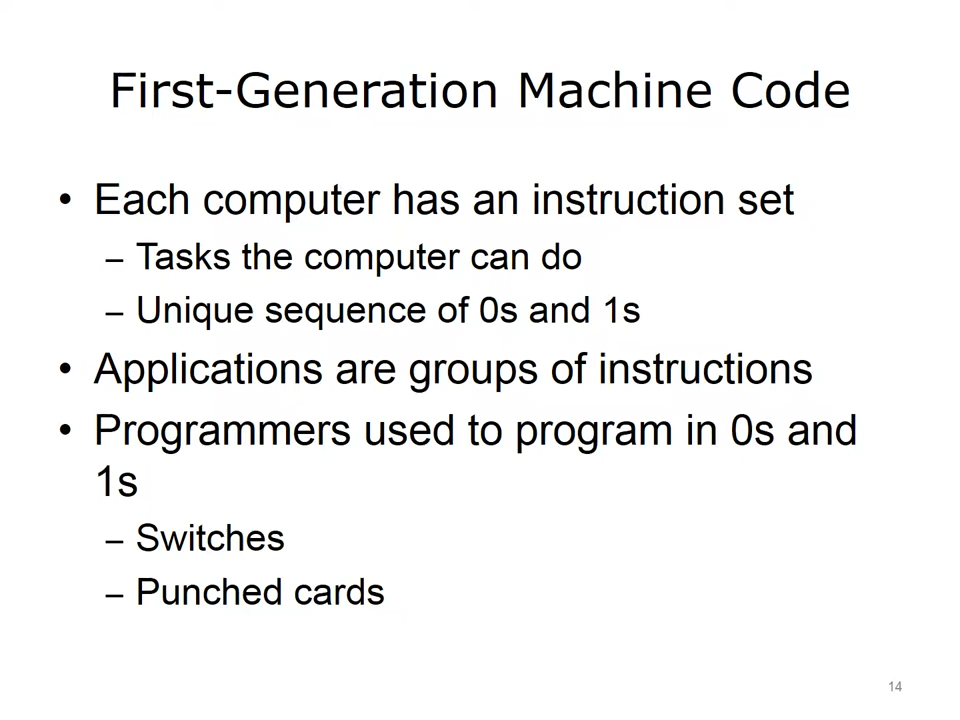 First-Generation Machine Code
• Each computer has an instruction set
– Tasks the computer can do
– Unique sequence of 0s and 1s
• Applications are groups of instructions
• Programmers used to program in 0s and
1s
– Switches
– Punched cards
14